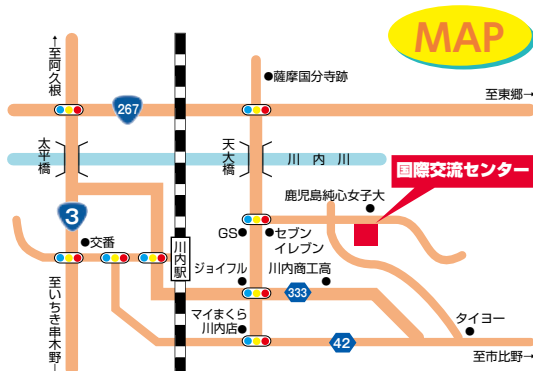 MAP
←至阿久根
薩摩国分寺跡
267
至東郷→
太平橋
天大橋
川内川
国際交流センター
鹿児島純心女子大
3
交番
川内駅
GS
セブン
イレブン
ジョイフル
川内商工高
333
至いちき串木野→
マイまくら
川内店
42
タイヨー
至市比野→